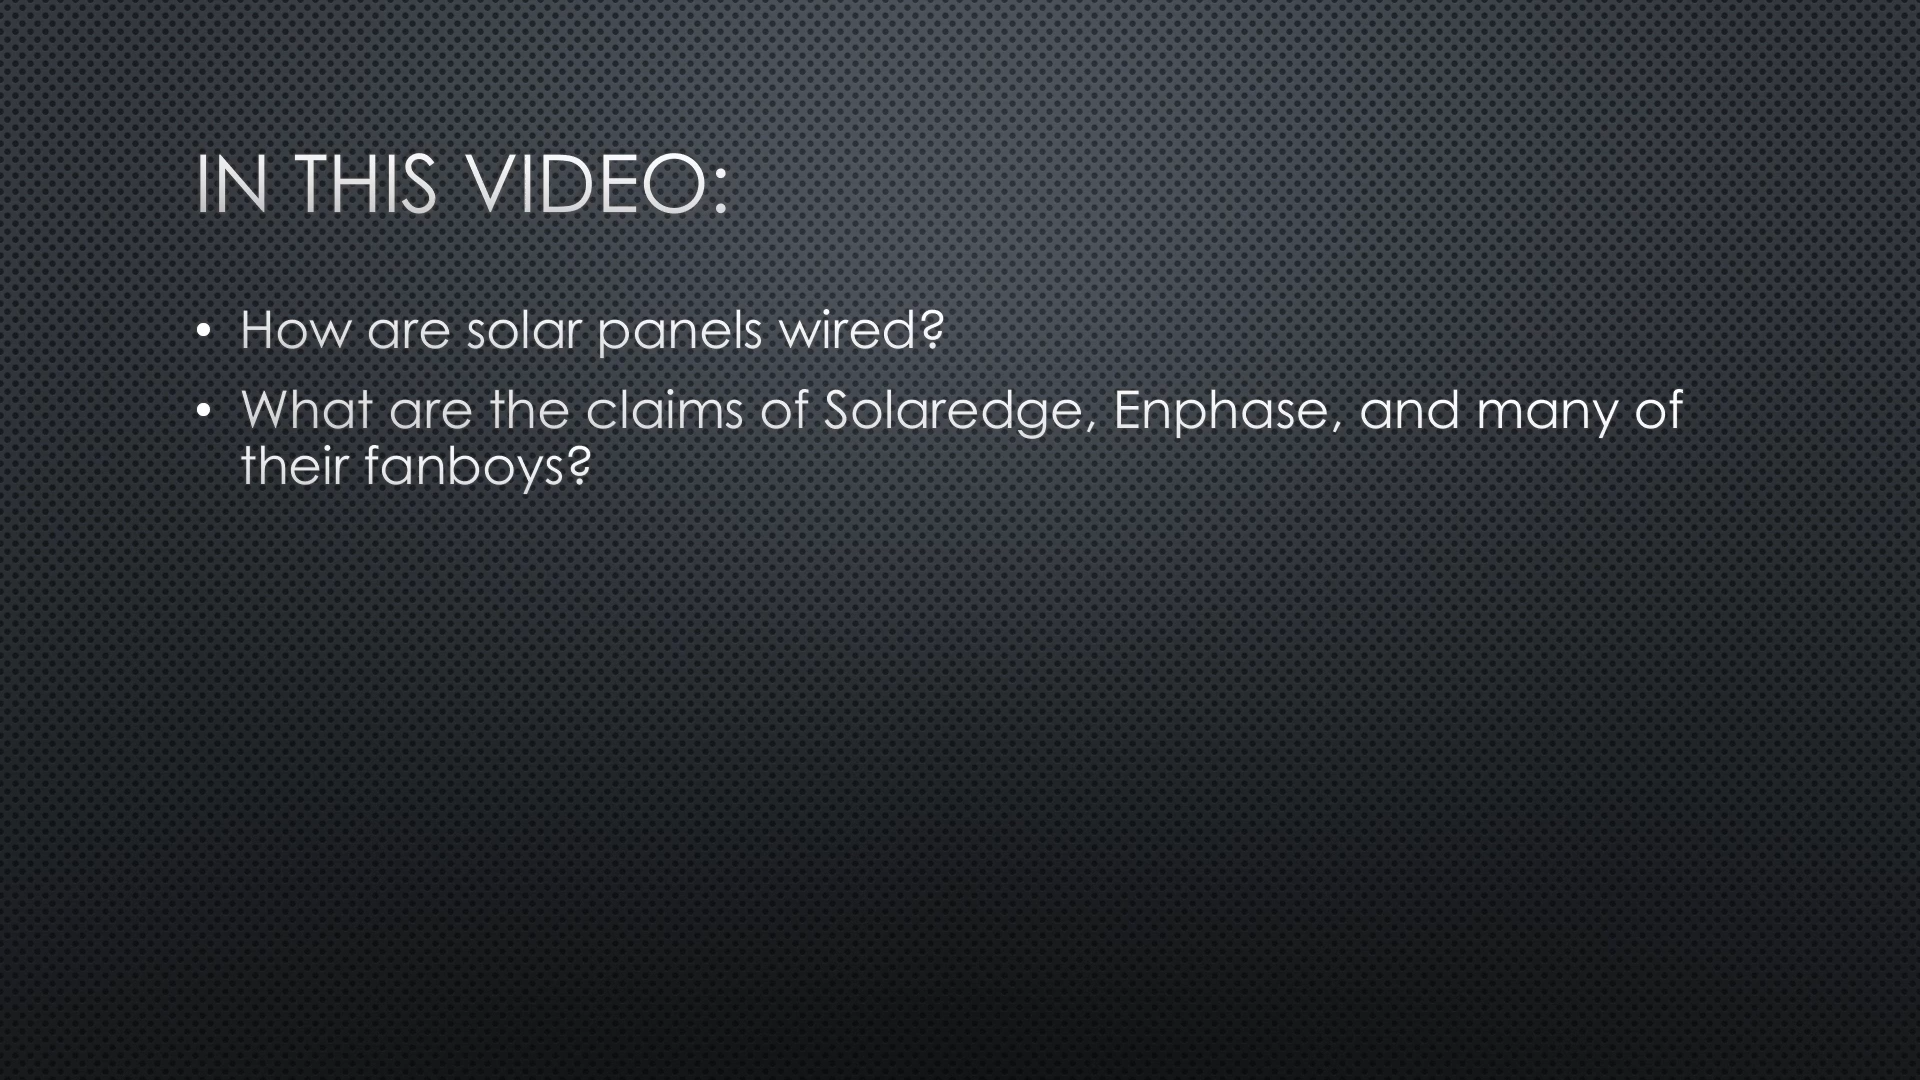 IN THIS VIDEO:
• How are solar panels wired?
• What are the claims of Solaredge, Enphase, and many of
their fanboys?